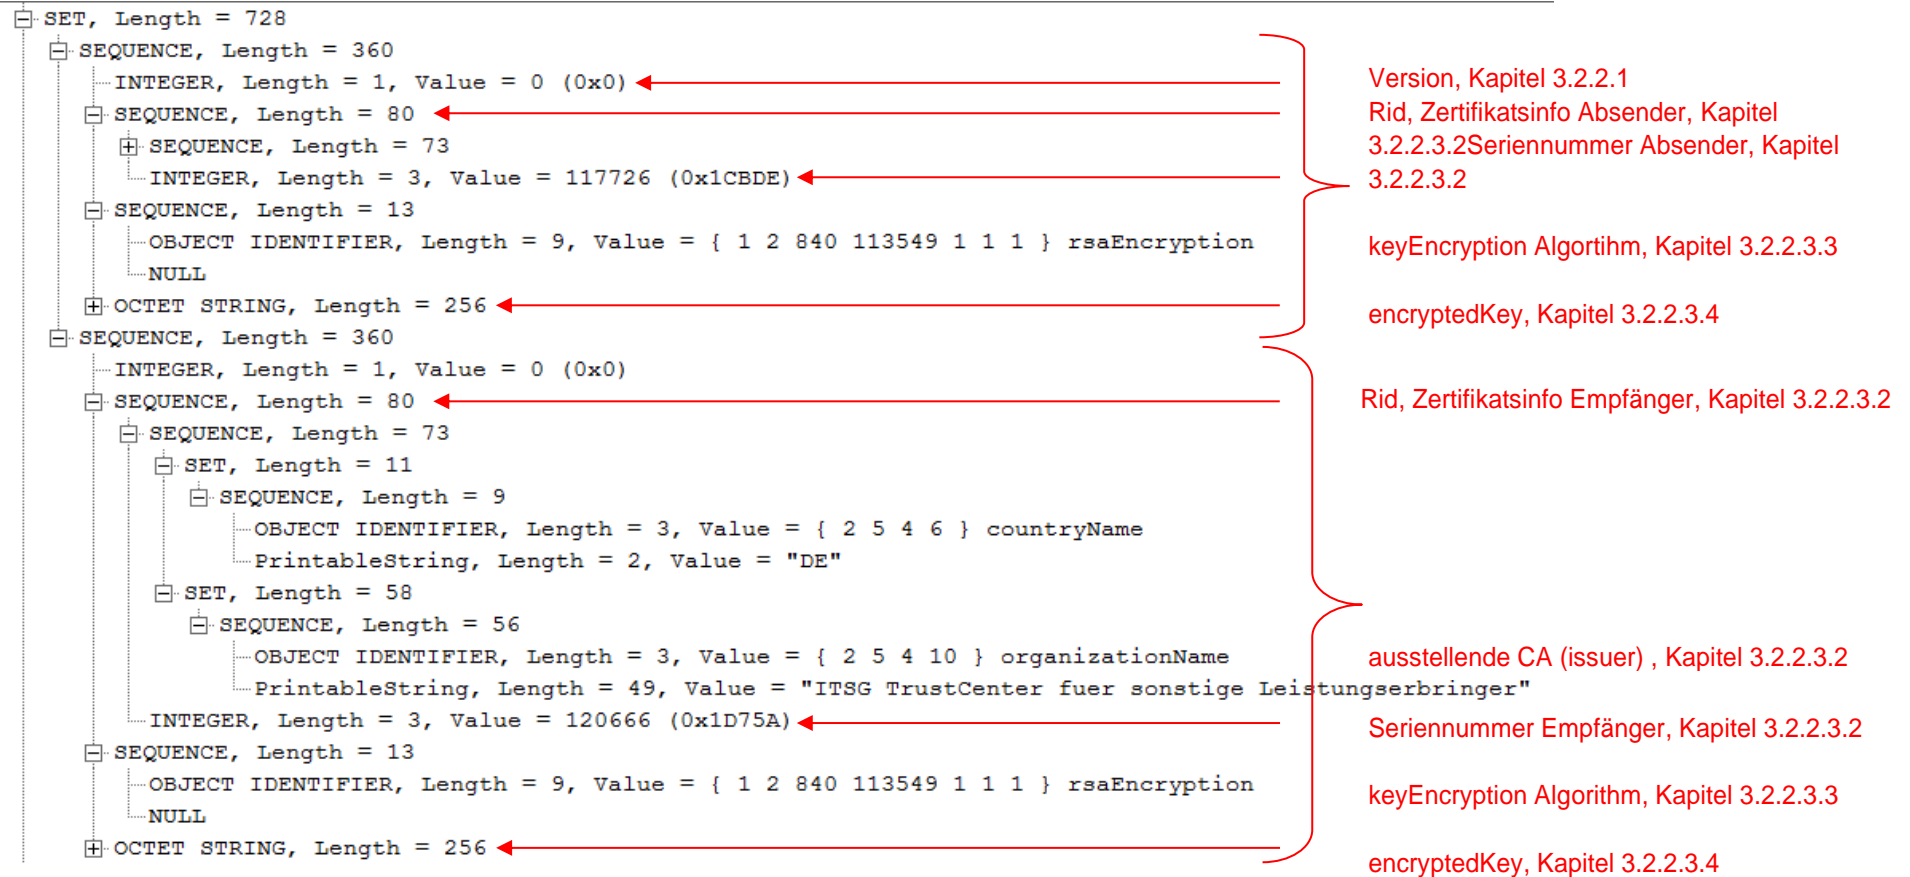 SET, Length = 728
SEQUENCE, Length = 360
INTEGER, Length = 1, Value = 0 (0x0)
Version, Kapitel 3.2.2.1
SEQUENCE, Length = 80
Rid, Zertifikatsinfo Absender, Kapitel
SEQUENCE, Length = 73
3.2.2.3.2Seriennummer Absender, Kapitel
INTEGER, Length = 3, Value = 117726 (0x1CBDE)
3.2.2.3.2
SEQUENCE, Length = 13
OBJECT IDENTIFIER, Length = 9, Value = { 1 2 840 113549 1 1 1 } rsaEncryption
keyEncryption Algortihm, Kapitel 3.2.2.3.3
NULL
OCTET STRING, Length = 256
encryptedKey, Kapitel 3.2.2.3.4
SEQUENCE, Length = 360
INTEGER, Length = 1, Value = 0 (0x0)
SEQUENCE, Length = 80
Rid, Zertifikatsinfo Empfänger, Kapitel 3.2.2.3.2
SEQUENCE, Length = 73
SET, Length = 11
SEQUENCE, Length = 9
OBJECT IDENTIFIER, Length = 3, Value = { 2 5 4 6 } countryName
PrintableString, Length = 2, Value = "DE"
SET, Length = 58
SEQUENCE, Length = 56
OBJECT IDENTIFIER, Length = 3, Value = { 2 5 4 10 } organizationName
ausstellende CA (issuer) , Kapitel 3.2.2.3.2
PrintableString, Length = 49, Value = "ITSG TrustCenter fuer sonstige Leistungserbringer"
INTEGER, Length = 3, Value = 120666 (0x1D75A)
Seriennummer Empfänger, Kapitel 3.2.2.3.2
SEQUENCE, Length = 13
OBJECT IDENTIFIER, Length = 9, Value = { 1 2 840 113549 1 1 1 } rsaEncryption
keyEncryption Algorithm, Kapitel 3.2.2.3.3
NULL
OCTET STRING, Length = 256
encryptedKey, Kapitel 3.2.2.3.4